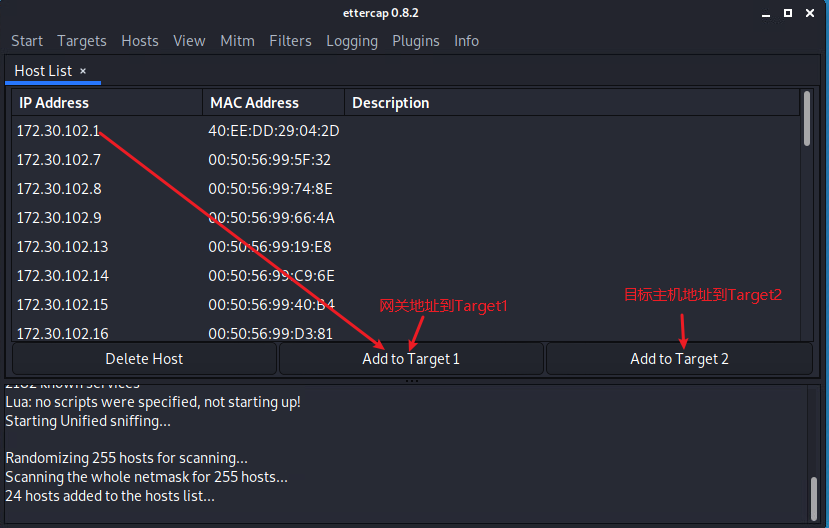 ettercap 0.8.2
Start Targets Hosts View Mitm Filters Logging Plugins Info
Host List ×
IP Address MAC Address Description
172.30.102.1 40:EE:DD:29:04:2D
172.30.102.7 00:50:56:99:5F:32
172.30.102.8 00:50:56:99:74:8E
172.30.102.9 00:50:56:99:66:4A
172.30.102.13 00:50:56:99:19:E8
172.30.102.14 00:50:56:99:C9:6E
172.30.102.15 00:50:56:99:40:B4
172.30.102.16 00:50:56:99:D3:81
网关地址到Target1
目标主机地址到Target2
Delete Host Add to Target 1 Add to Target 2
2182 known services
Lua: no scripts were specified, not starting up!
Starting Unified sniffing...
Randomizing 255 hosts for scanning...
Scanning the whole netmask for 255 hosts...
24 hosts added to the hosts list...